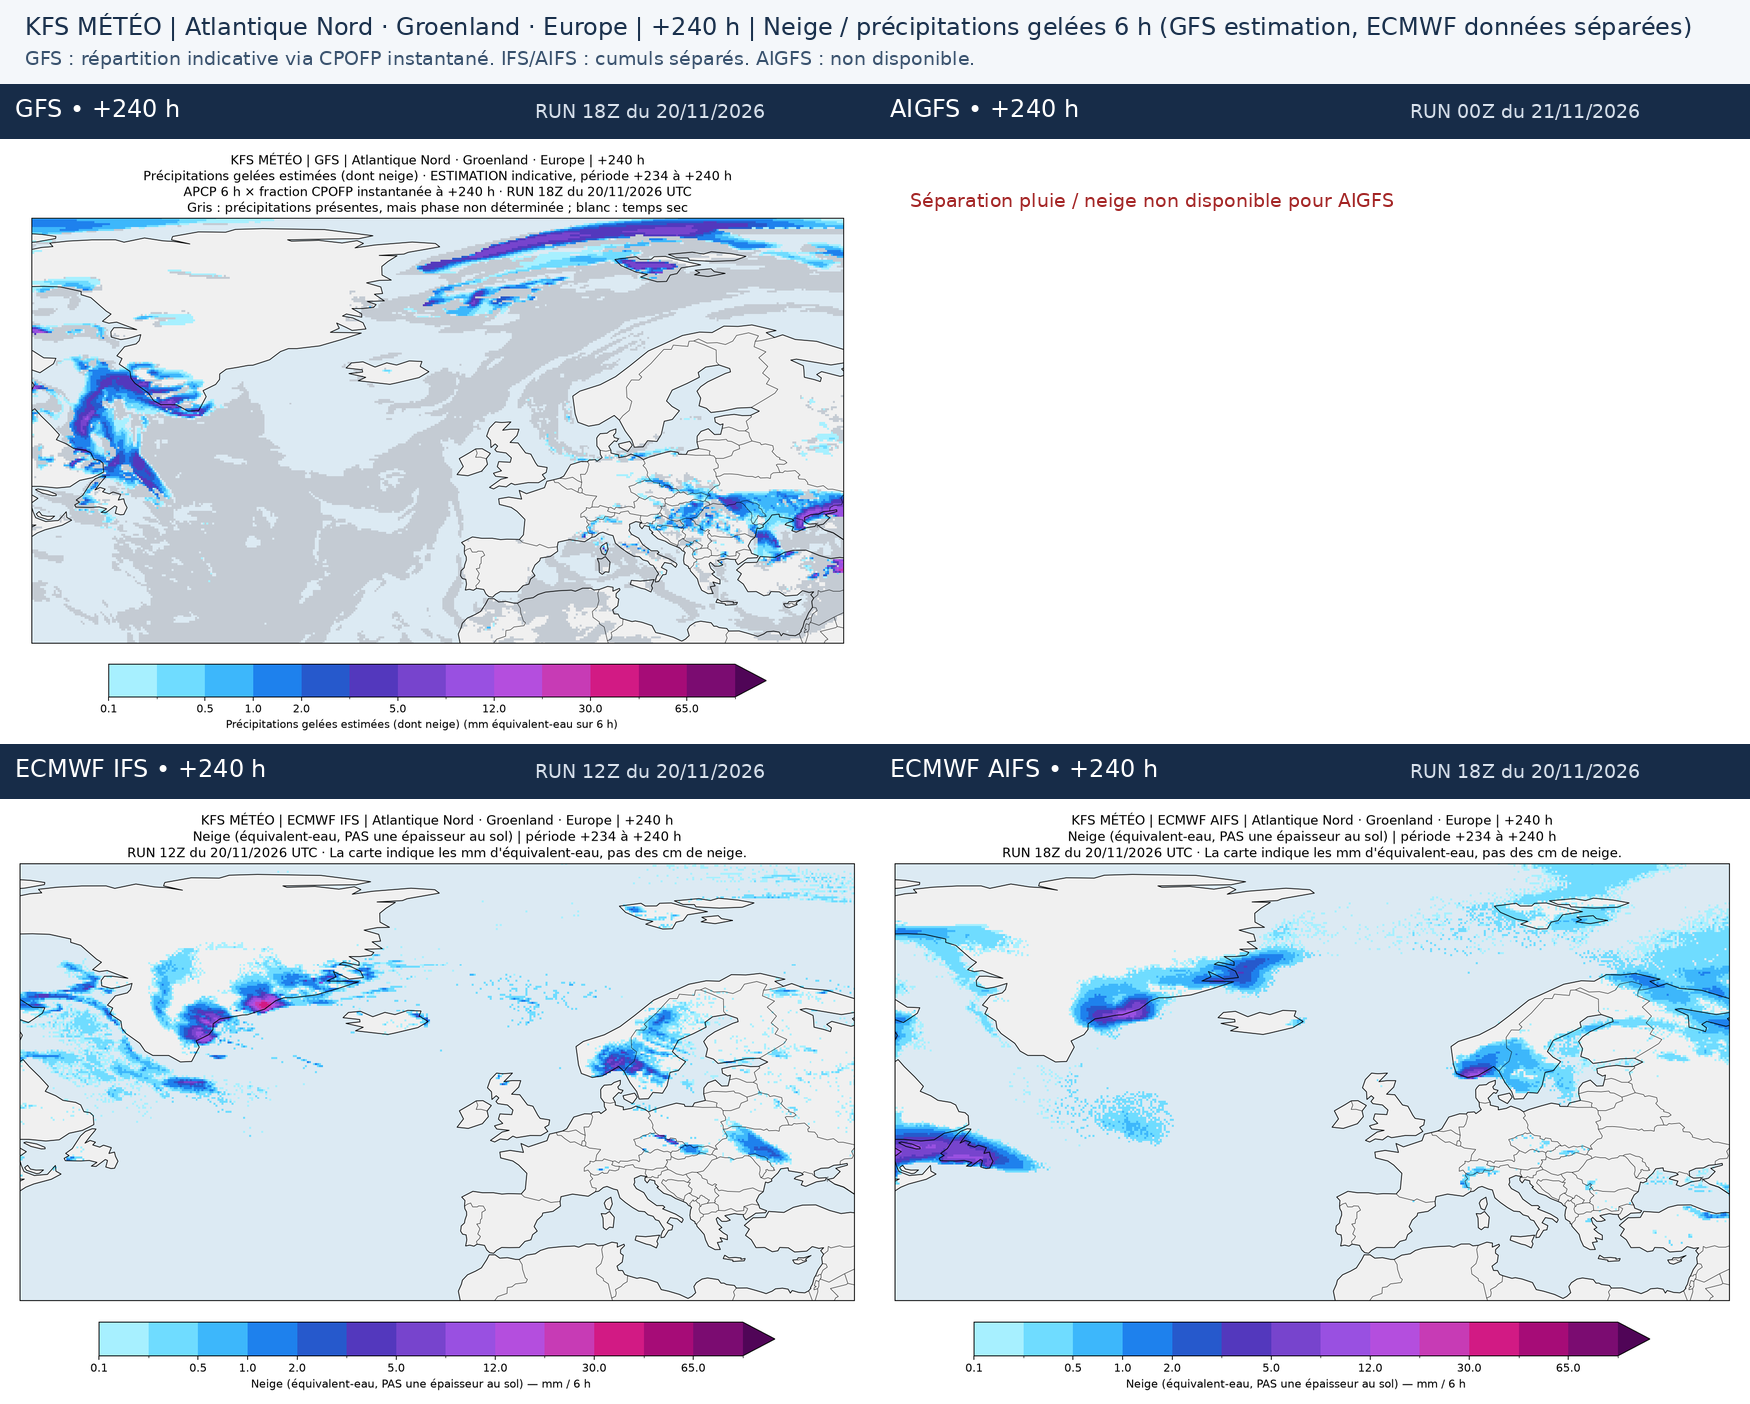 KFS MÉTÉO | Atlantique Nord · Groenland · Europe | +240 h | Neige / précipitations gelées 6 h (GFS estimation, ECMWF données séparées)
GFS : répartition indicative via CPOFP instantané. IFS/AIFS : cumuls séparés. AIGFS : non disponible.
GFS • +240 h RUN 18Z du 20/11/2026
KFS MÉTÉO | GFS | Atlantique Nord · Groenland · Europe | +240 h
Précipitations gelées estimées (dont neige) · ESTIMATION indicative, période +234 à +240 h
APCP 6 h × fraction CPOFP instantanée à +240 h · RUN 18Z du 20/11/2026 UTC
Gris : précipitations présentes, mais phase non déterminée ; blanc : temps sec
0.1 0.5 1.0 2.0 5.0 12.0 30.0 65.0
Précipitations gelées estimées (dont neige) (mm équivalent-eau sur 6 h)
AIGFS • +240 h RUN 00Z du 21/11/2026
Séparation pluie / neige non disponible pour AIGFS
ECMWF IFS • +240 h RUN 12Z du 20/11/2026
KFS MÉTÉO | ECMWF IFS | Atlantique Nord · Groenland · Europe | +240 h
Neige (équivalent-eau, PAS une épaisseur au sol) | période +234 à +240 h
RUN 12Z du 20/11/2026 UTC · La carte indique les mm d'équivalent-eau, pas des cm de neige.
0.1 0.5 1.0 2.0 5.0 12.0 30.0 65.0
Neige (équivalent-eau, PAS une épaisseur au sol) — mm / 6 h
ECMWF AIFS • +240 h RUN 18Z du 20/11/2026
KFS MÉTÉO | ECMWF AIFS | Atlantique Nord · Groenland · Europe | +240 h
Neige (équivalent-eau, PAS une épaisseur au sol) | période +234 à +240 h
RUN 18Z du 20/11/2026 UTC · La carte indique les mm d'équivalent-eau, pas des cm de neige.
0.1 0.5 1.0 2.0 5.0 12.0 30.0 65.0
Neige (équivalent-eau, PAS une épaisseur au sol) — mm / 6 h